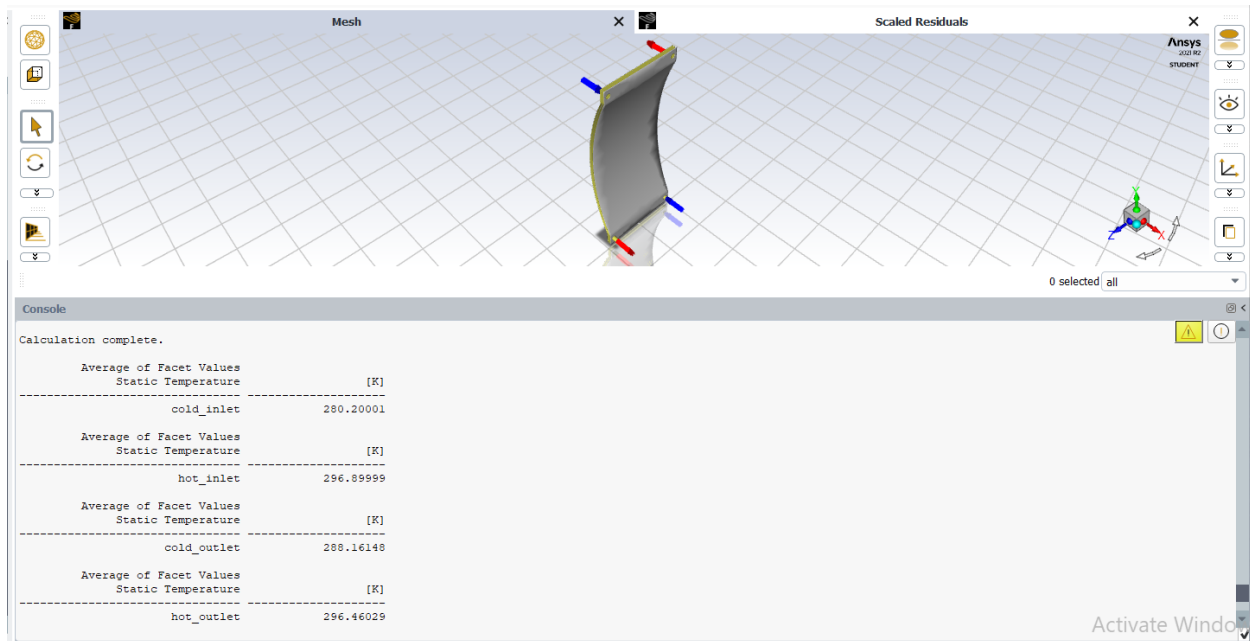 Mesh
Scaled Residuals
Ansys
2021 R2
STUDENT
Y
Z
X
0 selected all
Console
Calculation complete.
Average of Facet Values
Static Temperature [K]
-------------------------------- --------------------
cold_inlet 280.20001
Average of Facet Values
Static Temperature [K]
-------------------------------- --------------------
hot_inlet 296.89999
Average of Facet Values
Static Temperature [K]
-------------------------------- --------------------
cold_outlet 288.16148
Average of Facet Values
Static Temperature [K]
-------------------------------- --------------------
hot_outlet 296.46029